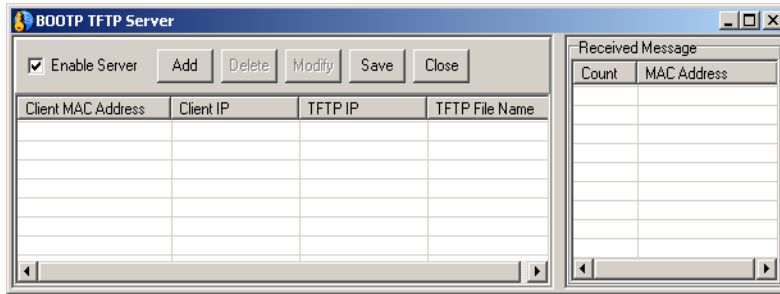 BOOTP TFTP Server
Enable Server Add Delete Modify Save Close
Client MAC Address Client IP TFTP IP TFTP File Name
Received Message
Count MAC Address